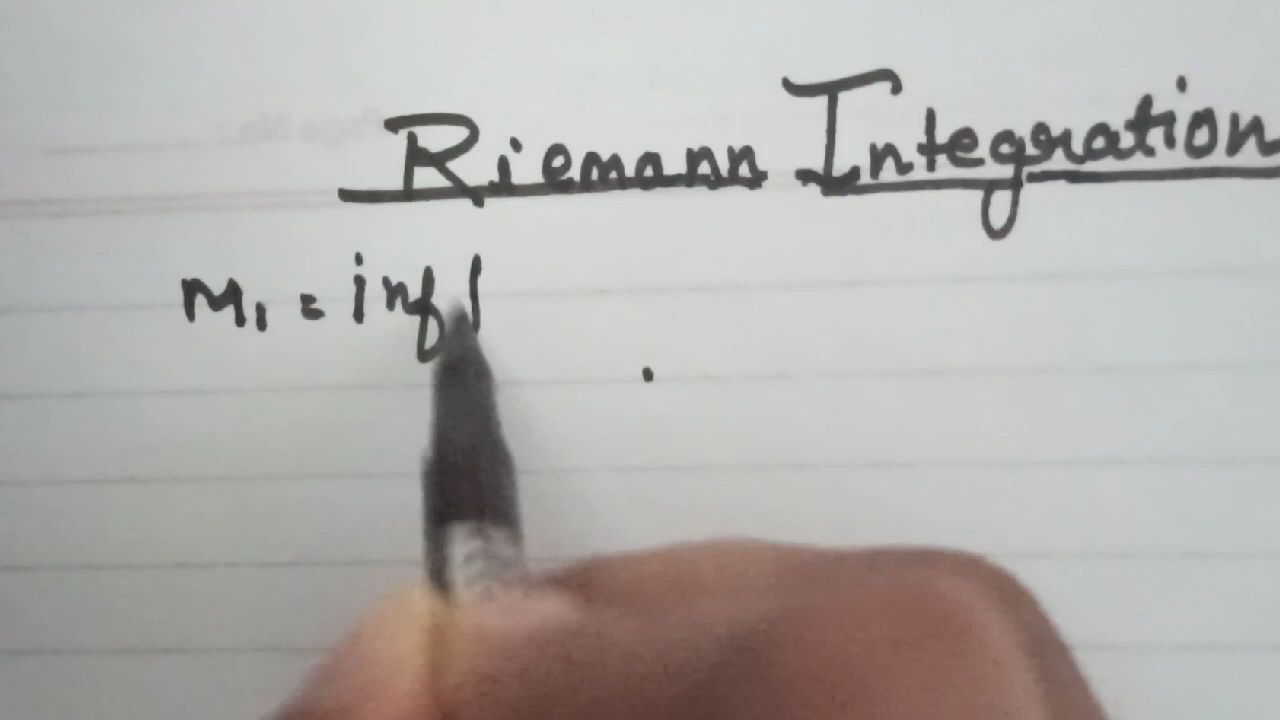 Riemann Integration
m₁ = inf